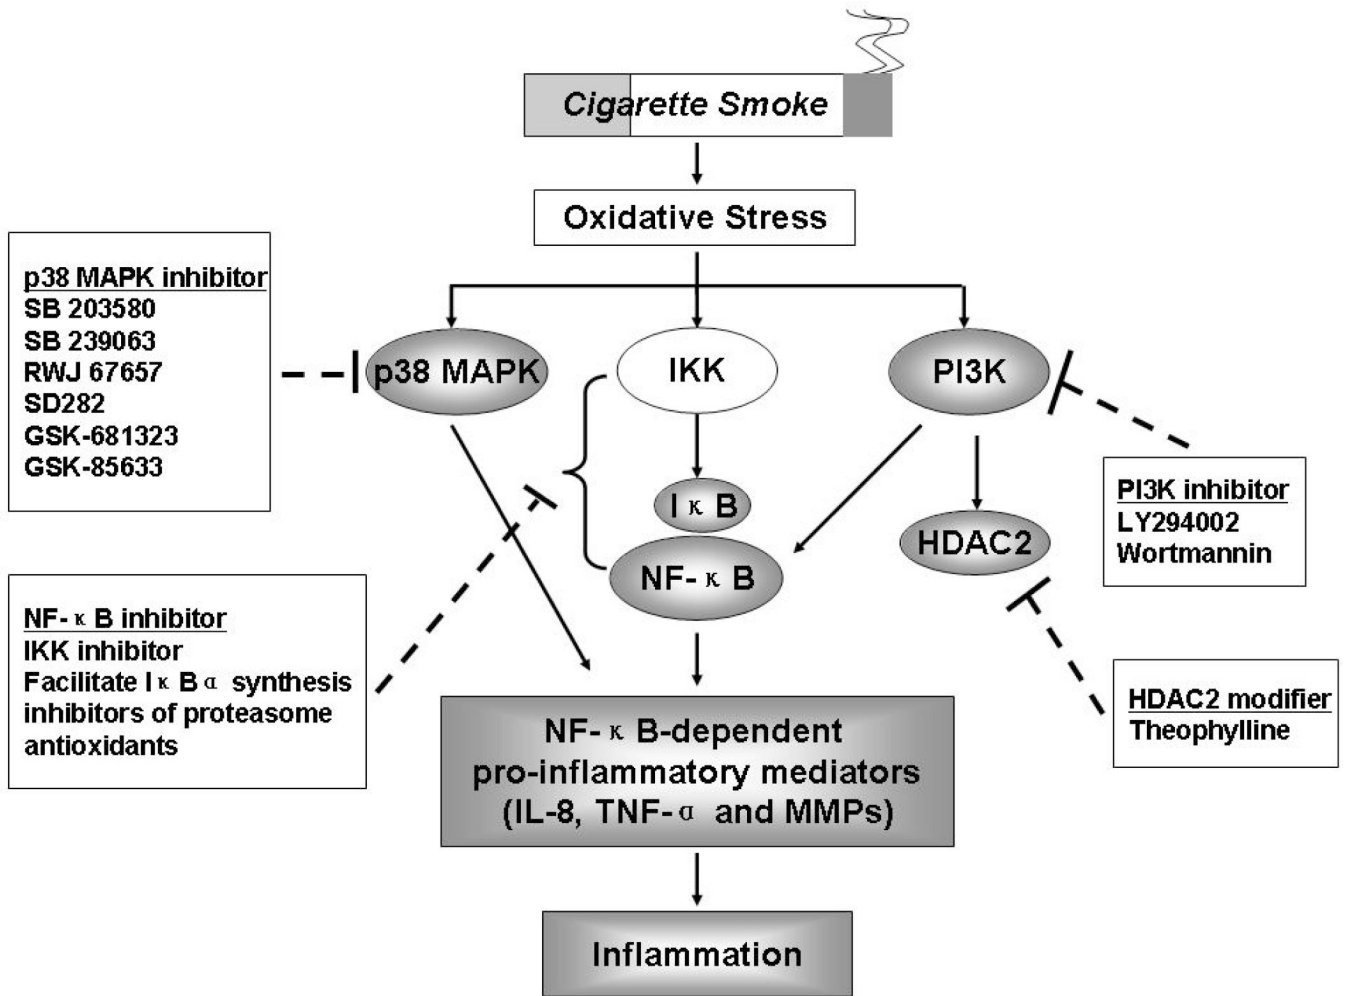 Cigarette Smoke
Oxidative Stress
p38 MAPK inhibitor
SB 203580
SB 239063
RWJ 67657
SD282
GSK-681323
GSK-85633
p38 MAPK
IKK
PI3K
IκB
NF-κB
HDAC2
PI3K inhibitor
LY294002
Wortmannin
NF-κB inhibitor
IKK inhibitor
Facilitate IκBα synthesis
inhibitors of proteasome
antioxidants
HDAC2 modifier
Theophylline
NF-κB-dependent
pro-inflammatory mediators
(IL-8, TNF-α and MMPs)
Inflammation